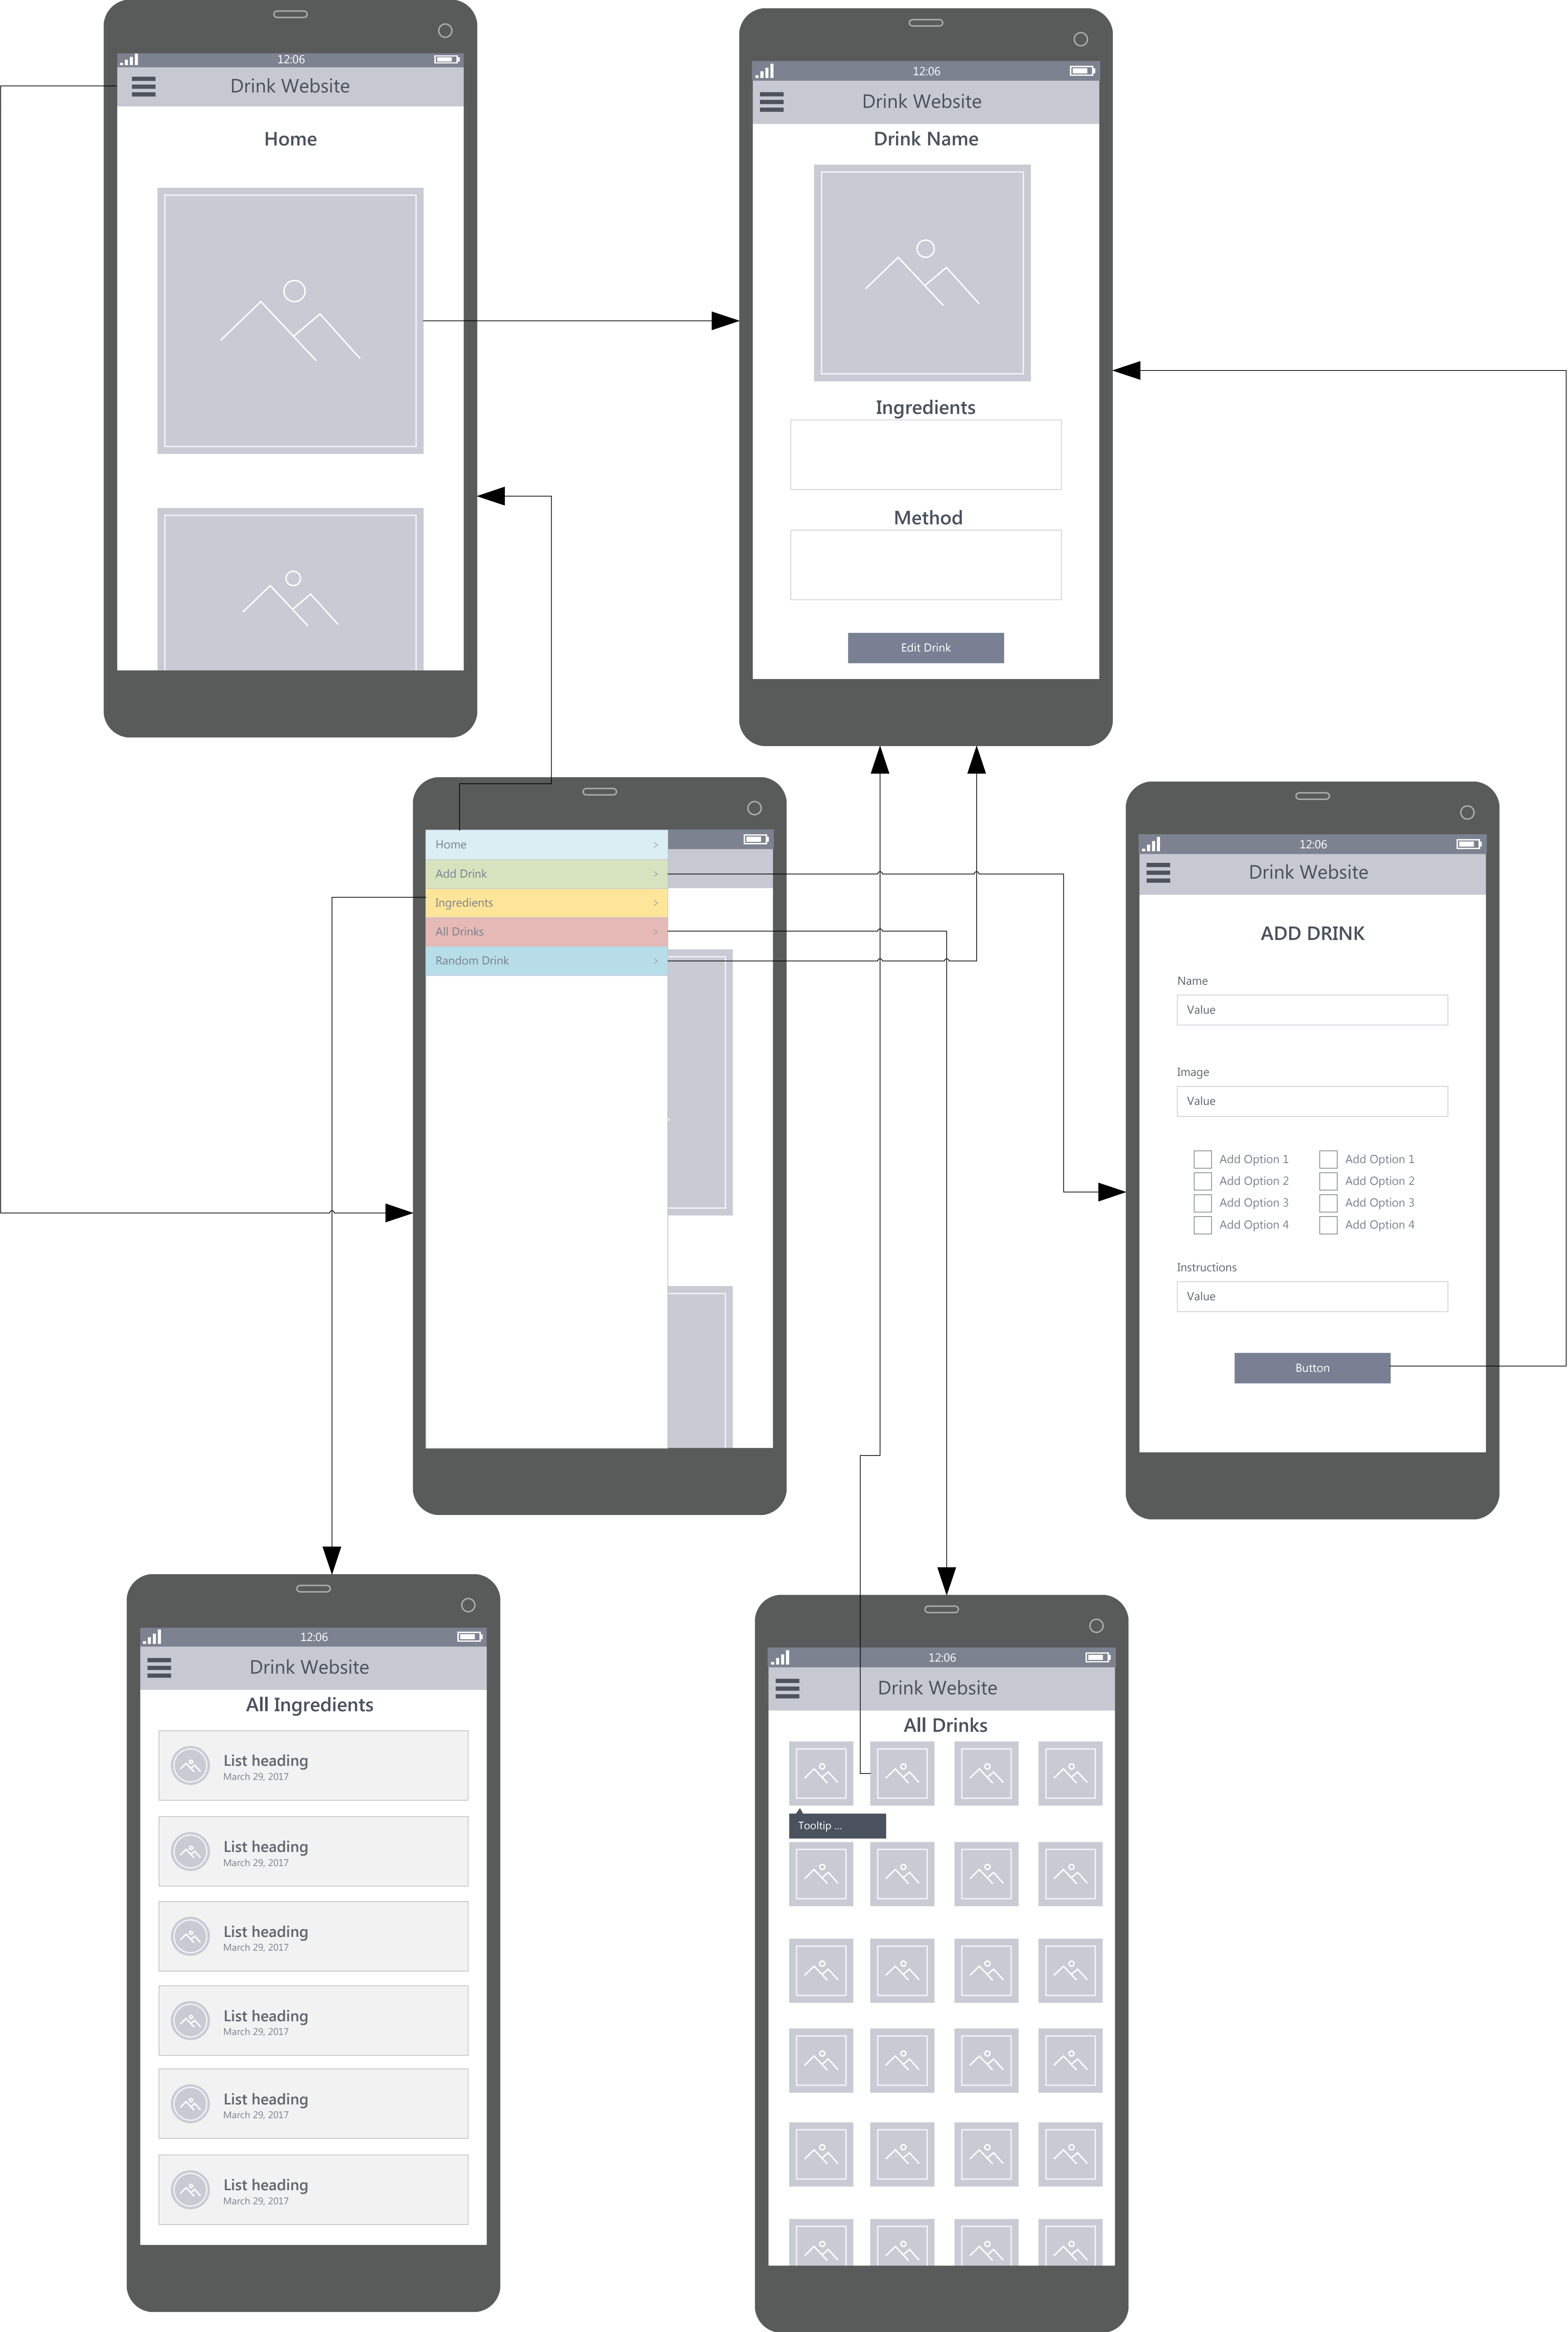 12:06
Drink Website
Home
12:06
Drink Website
Drink Name
Ingredients
Method
Edit Drink
Home >
Add Drink >
Ingredients >
All Drinks >
Random Drink >
12:06
Drink Website
ADD DRINK
Name
Value
Image
Value
Add Option 1 Add Option 1
Add Option 2 Add Option 2
Add Option 3 Add Option 3
Add Option 4 Add Option 4
Instructions
Value
Button
12:06
Drink Website
All Ingredients
List heading
March 29, 2017
List heading
March 29, 2017
List heading
March 29, 2017
List heading
March 29, 2017
List heading
March 29, 2017
List heading
March 29, 2017
12:06
Drink Website
All Drinks
Tooltip ...